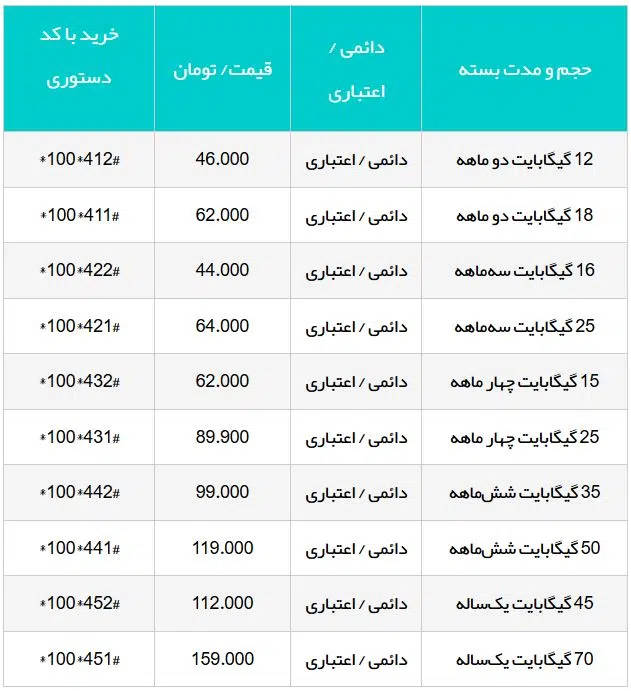 حجم و مدت بسته
دائمی /
اعتباری
قیمت/ تومان
خرید با کد
دستوری
12 گیگابایت دو ماهه
دائمی / اعتباری
46.000
*100*412#
18 گیگابایت دو ماهه
دائمی / اعتباری
62.000
*100*411#
16 گیگابایت سه‌ماهه
دائمی / اعتباری
44.000
*100*422#
25 گیگابایت سه‌ماهه
دائمی / اعتباری
64.000
*100*421#
15 گیگابایت چهار ماهه
دائمی / اعتباری
62.000
*100*432#
25 گیگابایت چهار ماهه
دائمی / اعتباری
89.900
*100*431#
35 گیگابایت شش‌ماهه
دائمی / اعتباری
99.000
*100*442#
50 گیگابایت شش‌ماهه
دائمی / اعتباری
119.000
*100*441#
45 گیگابایت یک‌ساله
دائمی / اعتباری
112.000
*100*452#
70 گیگابایت یک‌ساله
دائمی / اعتباری
159.000
*100*451#